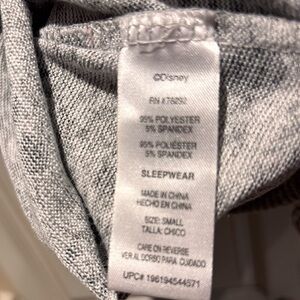 ©Disney
RN #78292
95% POLYESTER
5% SPANDEX
95% POLIÉSTER
5% SPANDEX
SLEEPWEAR
MADE IN CHINA
HECHO EN CHINA
SIZE: SMALL
TALLA: CHICO
CARE ON REVERSE
VER AL DORSO PARA CUIDADO
UPC# 196194544571